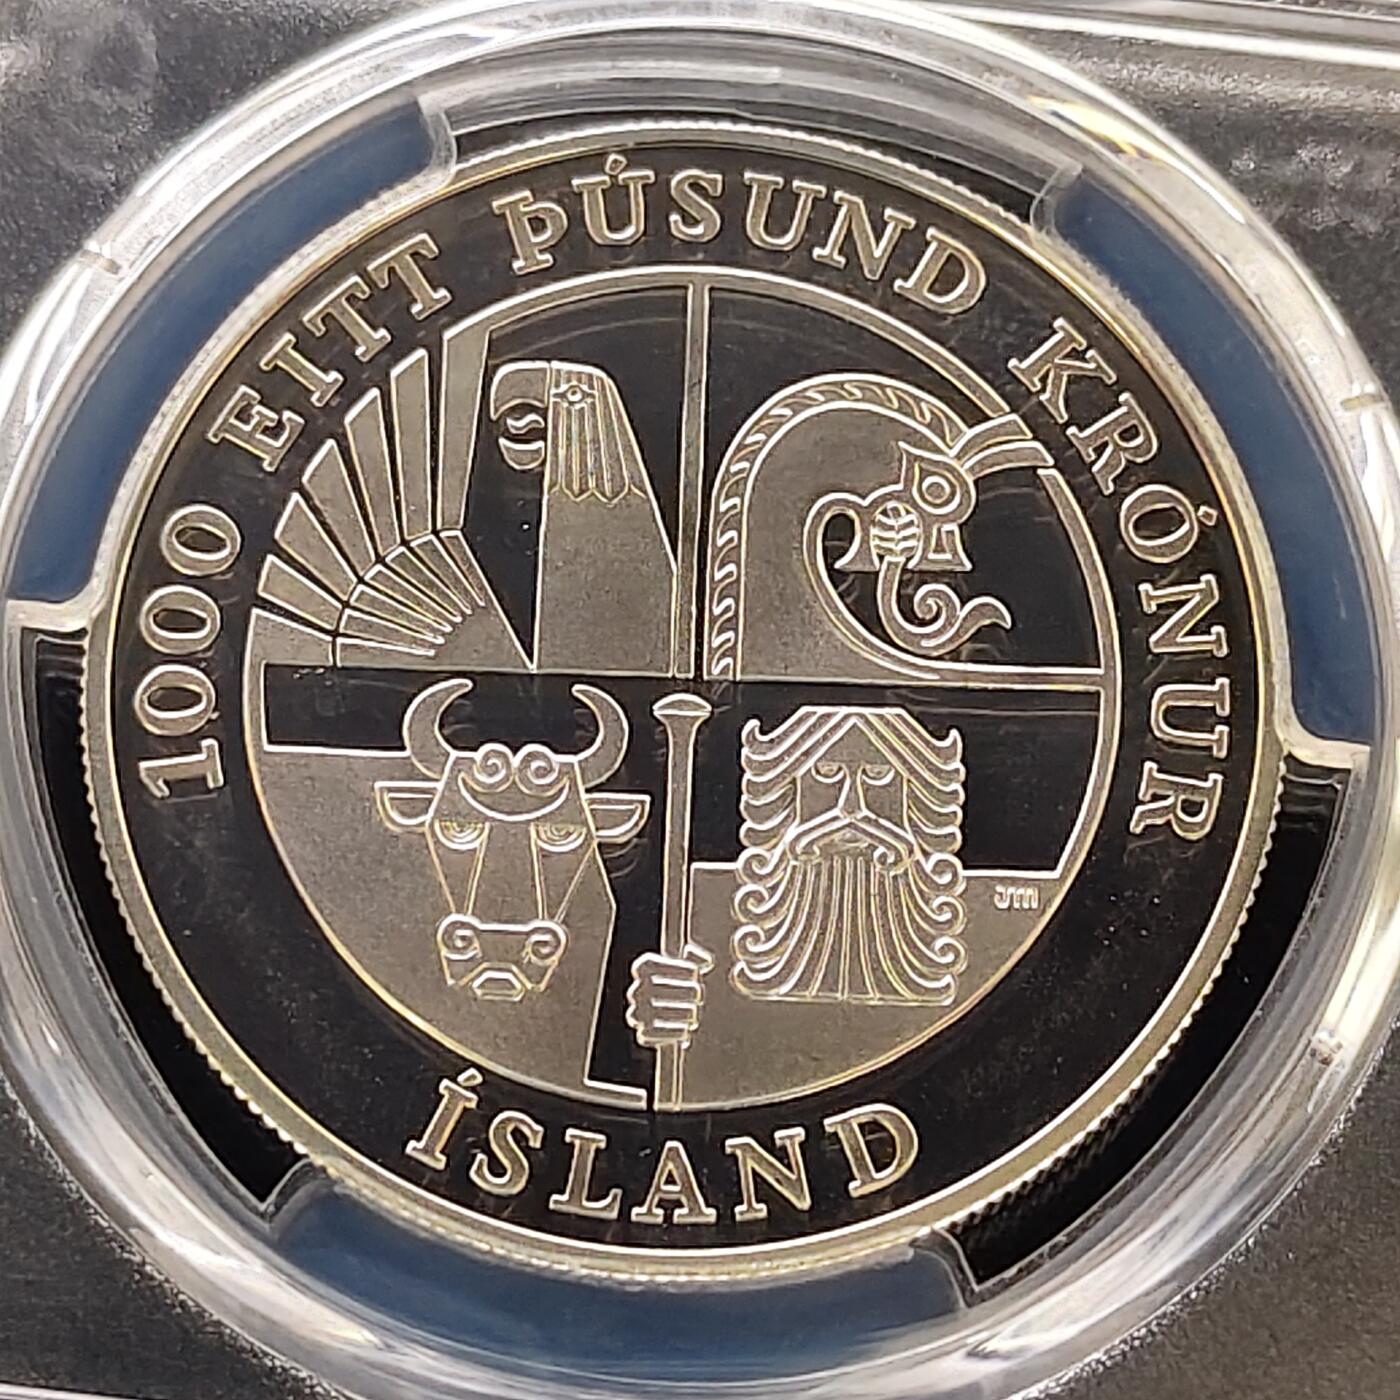 1000 EITT ÞÚSUND KRÓNUR
ÍSLAND